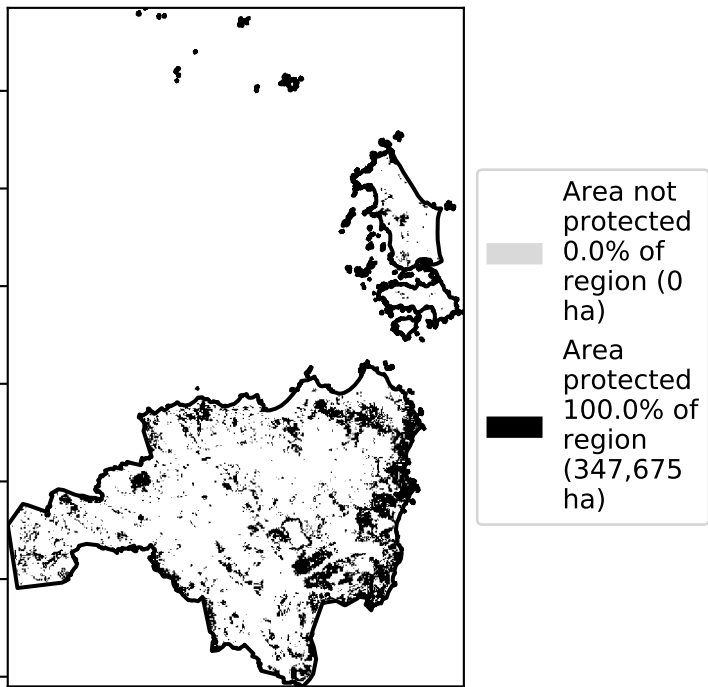 Area not
protected
0.0% of
region (0
ha)
Area
protected
100.0% of
region
(347,675
ha)